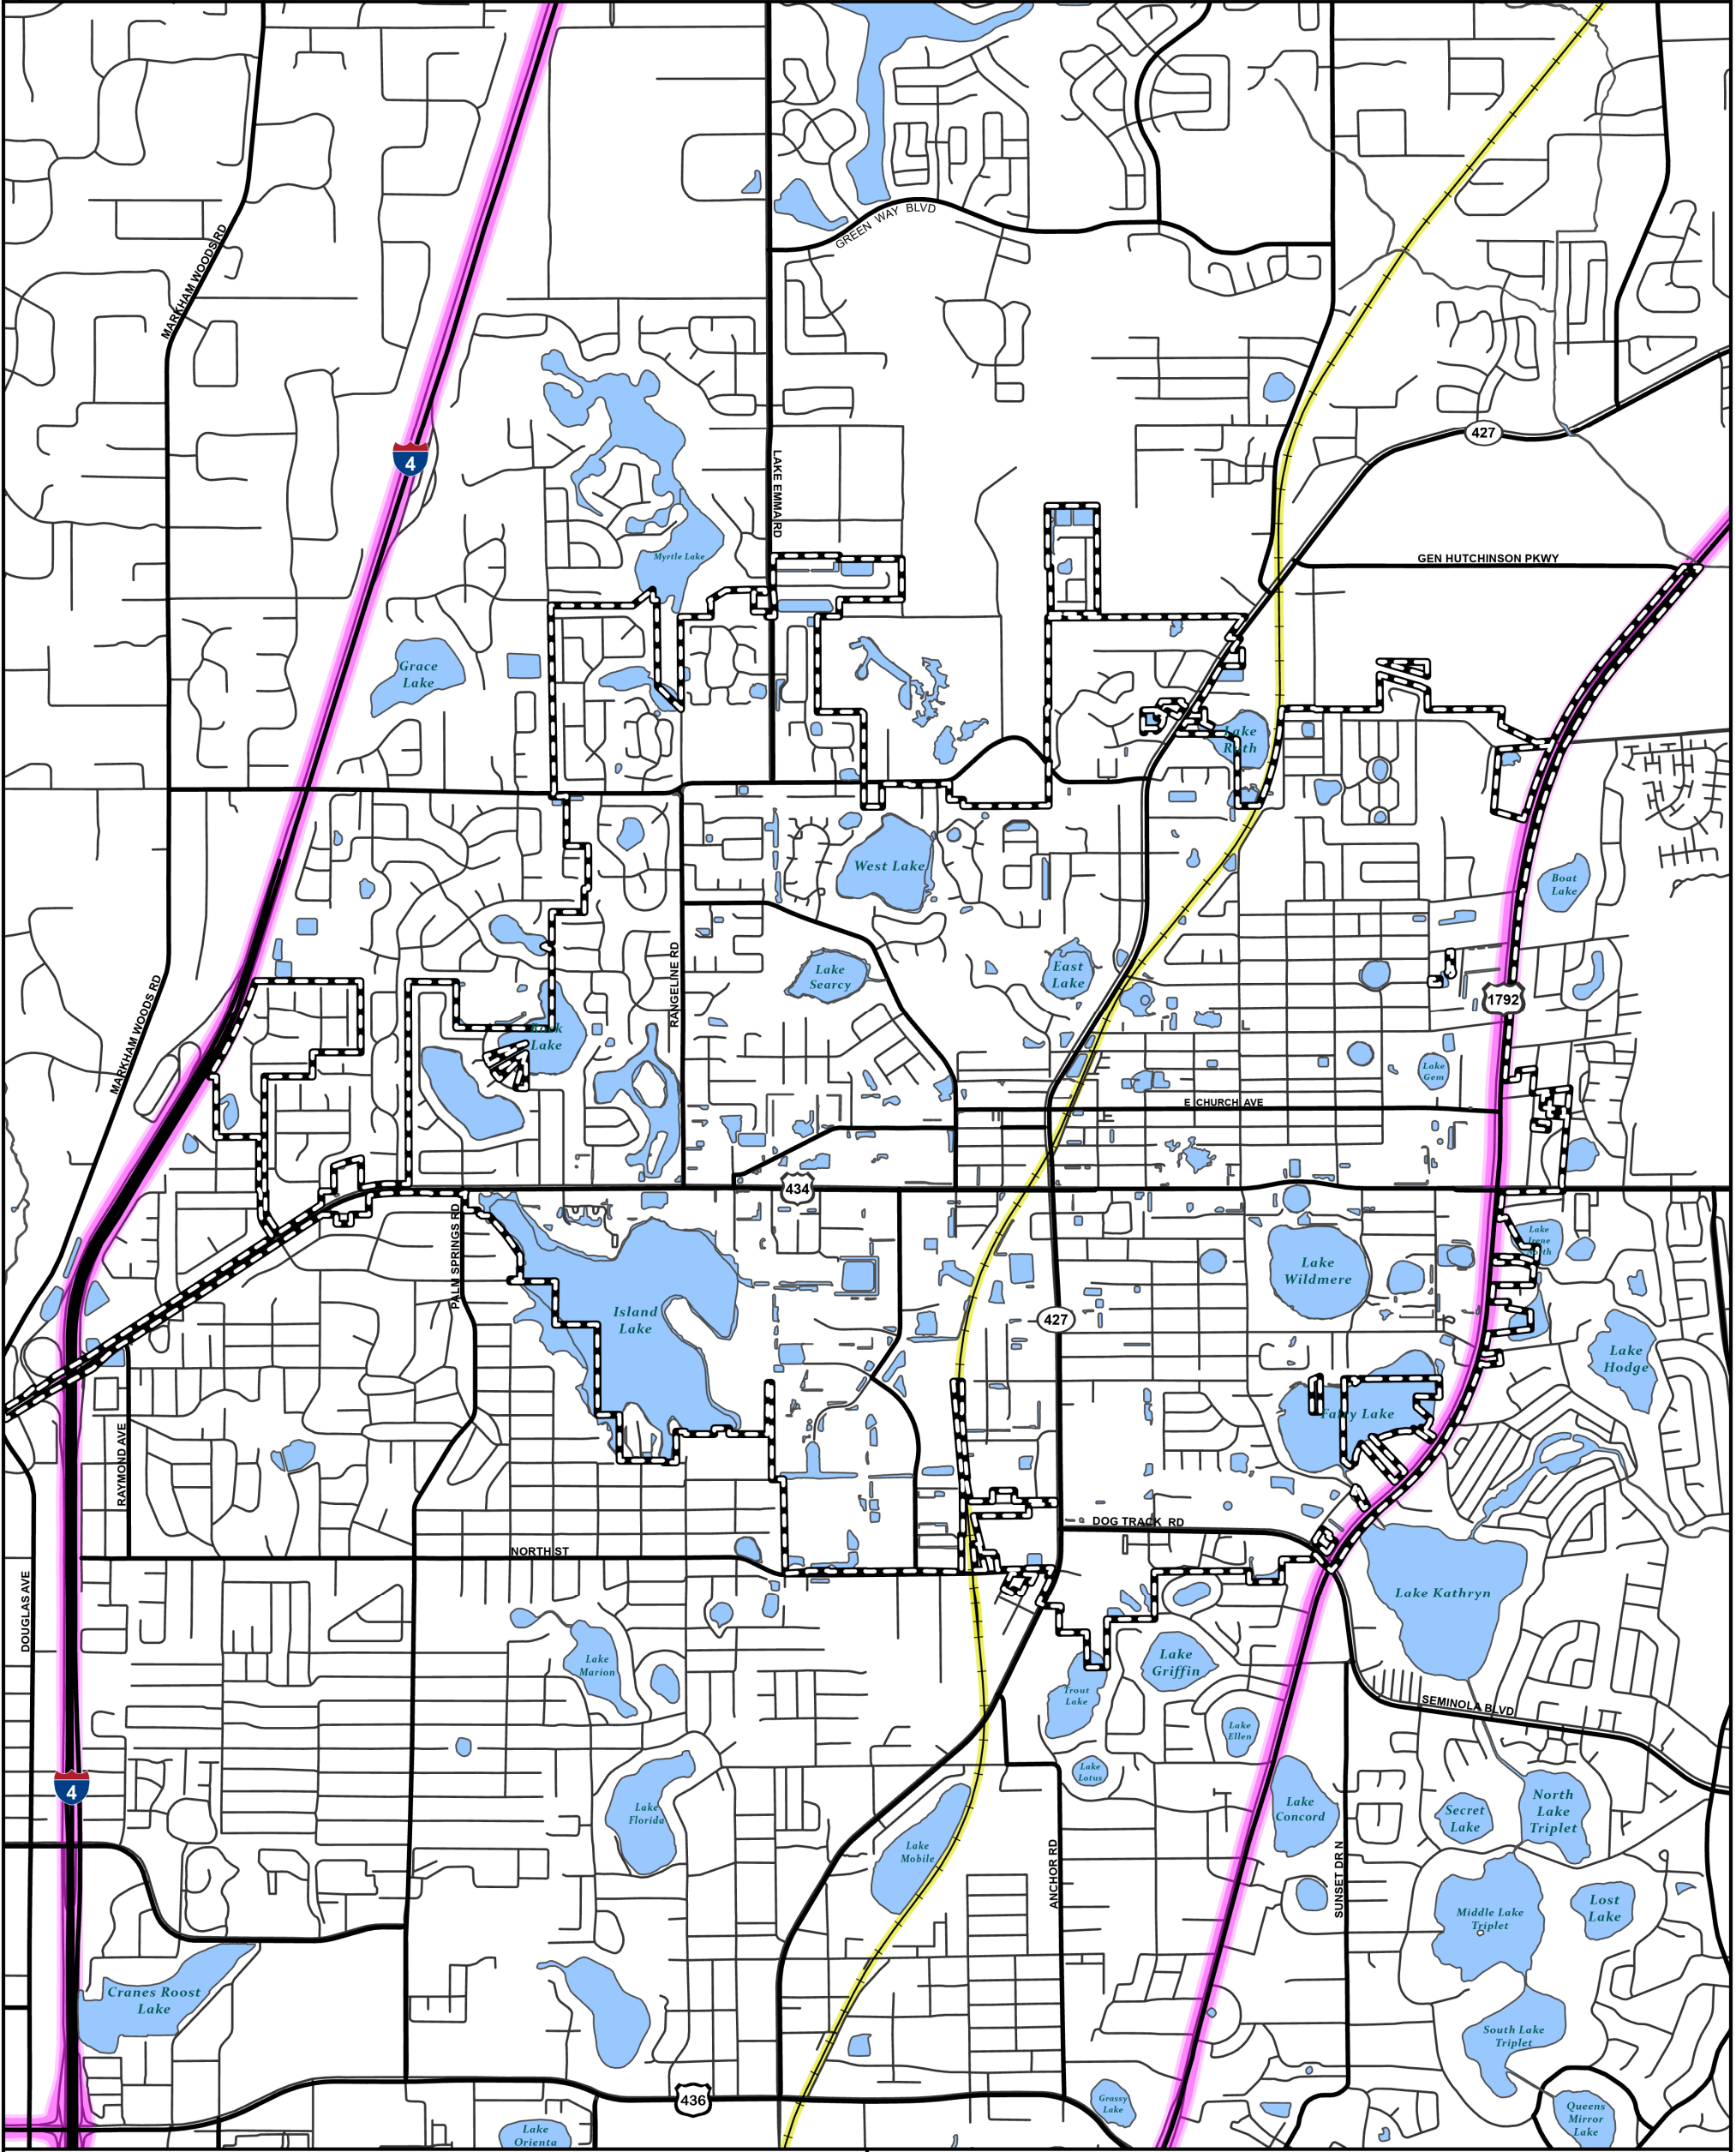 GREEN WAY BLVD
MARKHAM WOODS RD
427
4
LAKE EMMA RD
Myrtle Lake
GEN HUTCHINSON PKWY
Grace
Lake
Lake
Ruth
West Lake
Boat
Lake
Lake
Searcy
East
Lake
RANGELINE RD
1792
MARKHAM WOODS RD
Rock
Lake
Lake
Gem
E CHURCH AVE
434
PALM SPRINGS RD
Lake
Irene
North
Lake
Wildmere
Island
Lake
427
Lake
Hodge
Fairy Lake
RAYMOND AVE
DOG TRACK RD
NORTH ST
Lake Kathryn
DOUGLAS AVE
Lake
Marion
Lake
Griffin
Trout
Lake
SEMINOLA BLVD
Lake
Ellen
Lake
Lotus
4
Lake
Florida
Lake
Concord
Secret
Lake
North
Lake
Triplet
Lake
Mobile
ANCHOR RD
SUNSET DR N
Middle Lake
Triplet
Lost
Lake
Cranes Roost
Lake
South Lake
Triplet
436
Grassy
Lake
Queens
Mirror
Lake
Lake
Orienta